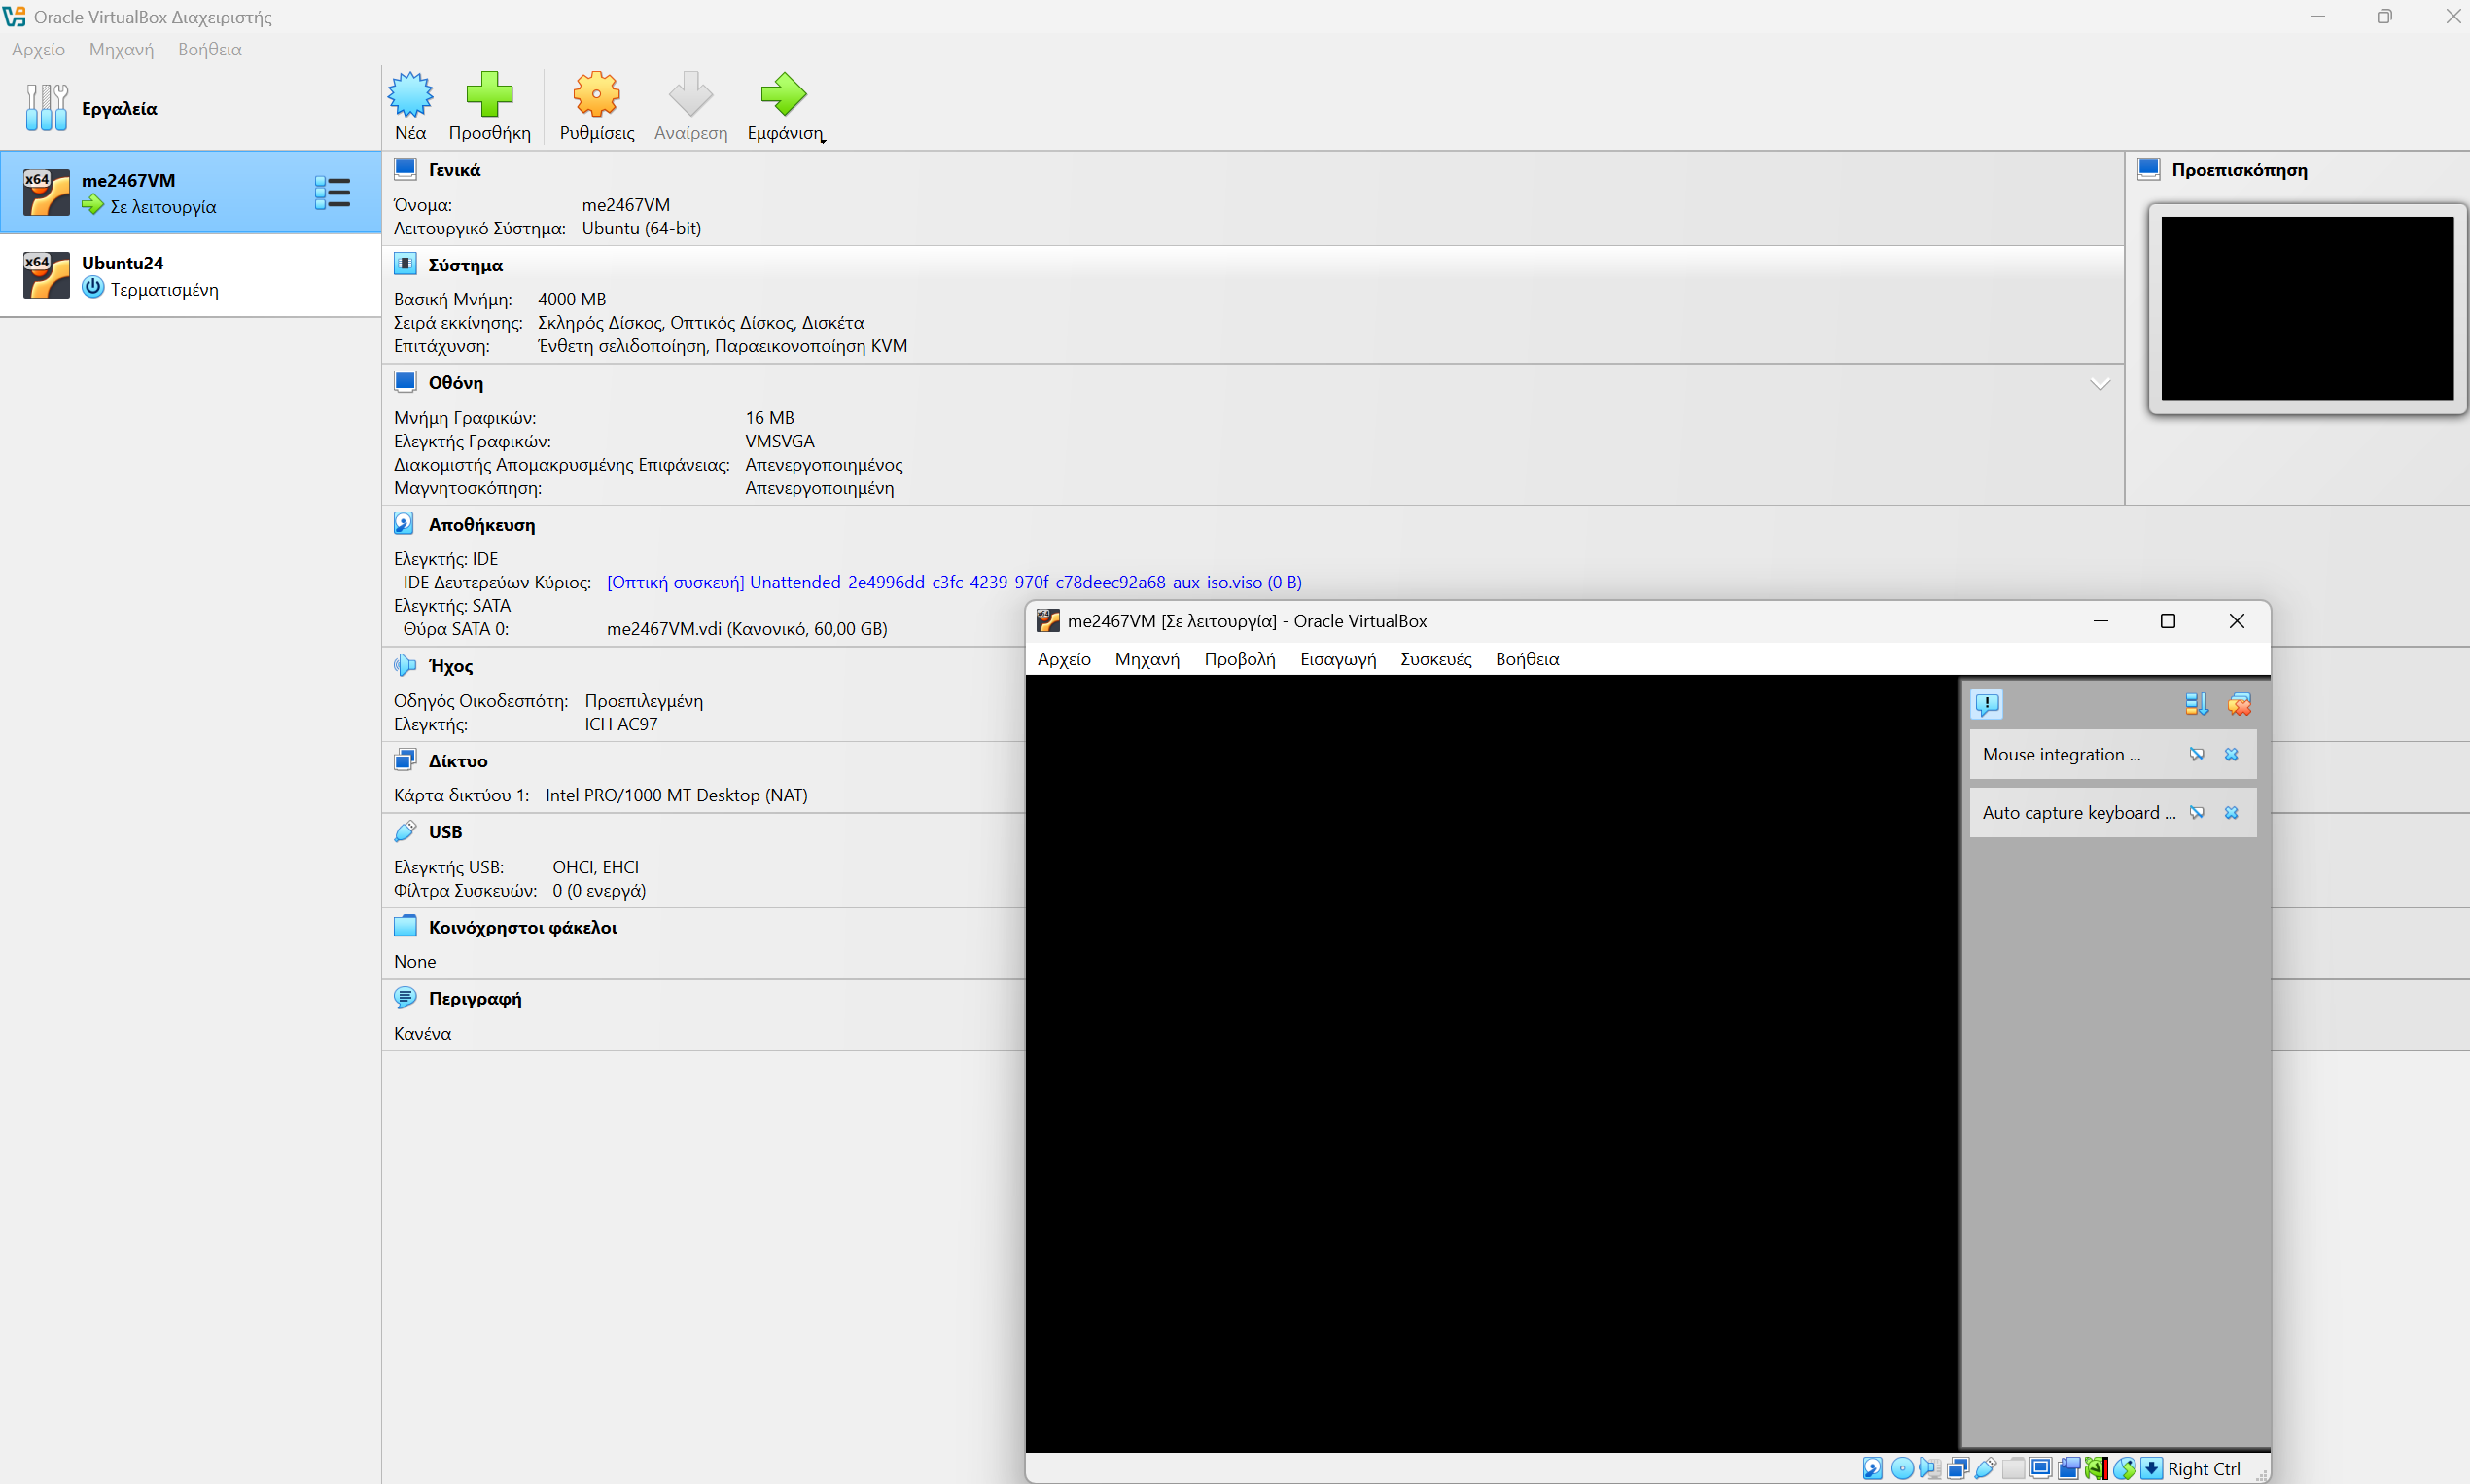 Oracle VirtualBox Διαχειριστής
Αρχείο Μηχανή Βοήθεια
Εργαλεία
Νέα Προσθήκη Ρυθμίσεις Αναίρεση Εμφάνιση
x64 me2467VM
Σε λειτουργία
x64 Ubuntu24
Τερματισμένη
Γενικά
Όνομα: me2467VM
Λειτουργικό Σύστημα: Ubuntu (64-bit)
Προεπισκόπηση
Σύστημα
Βασική Μνήμη: 4000 MB
Σειρά εκκίνησης: Σκληρός Δίσκος, Οπτικός Δίσκος, Δισκέτα
Επιτάχυνση: Ένθετη σελιδοποίηση, Παραεικονοποίηση KVM
Οθόνη
Μνήμη Γραφικών: 16 MB
Ελεγκτής Γραφικών: VMSVGA
Διακομιστής Απομακρυσμένης Επιφάνειας: Απενεργοποιημένος
Μαγνητοσκόπηση: Απενεργοποιημένη
Αποθήκευση
Ελεγκτής: IDE
IDE Δευτερεύων Κύριος: [Οπτική συσκευή] Unattended-2e4996dd-c3fc-4239-970f-c78deec92a68-aux-iso.viso (0 B)
Ελεγκτής: SATA
Θύρα SATA 0: me2467VM.vdi (Κανονικό, 60,00 GB)
Ήχος
Οδηγός Οικοδεσπότη: Προεπιλεγμένη
Ελεγκτής: ICH AC97
Δίκτυο
Κάρτα δικτύου 1: Intel PRO/1000 MT Desktop (NAT)
USB
Ελεγκτής USB: OHCI, EHCI
Φίλτρα Συσκευών: 0 (0 ενεργά)
Κοινόχρηστοι φάκελοι
None
Περιγραφή
Κανένα
me2467VM [Σε λειτουργία] - Oracle VirtualBox
Αρχείο Μηχανή Προβολή Εισαγωγή Συσκευές Βοήθεια
Mouse integration ...
Auto capture keyboard ...
Right Ctrl